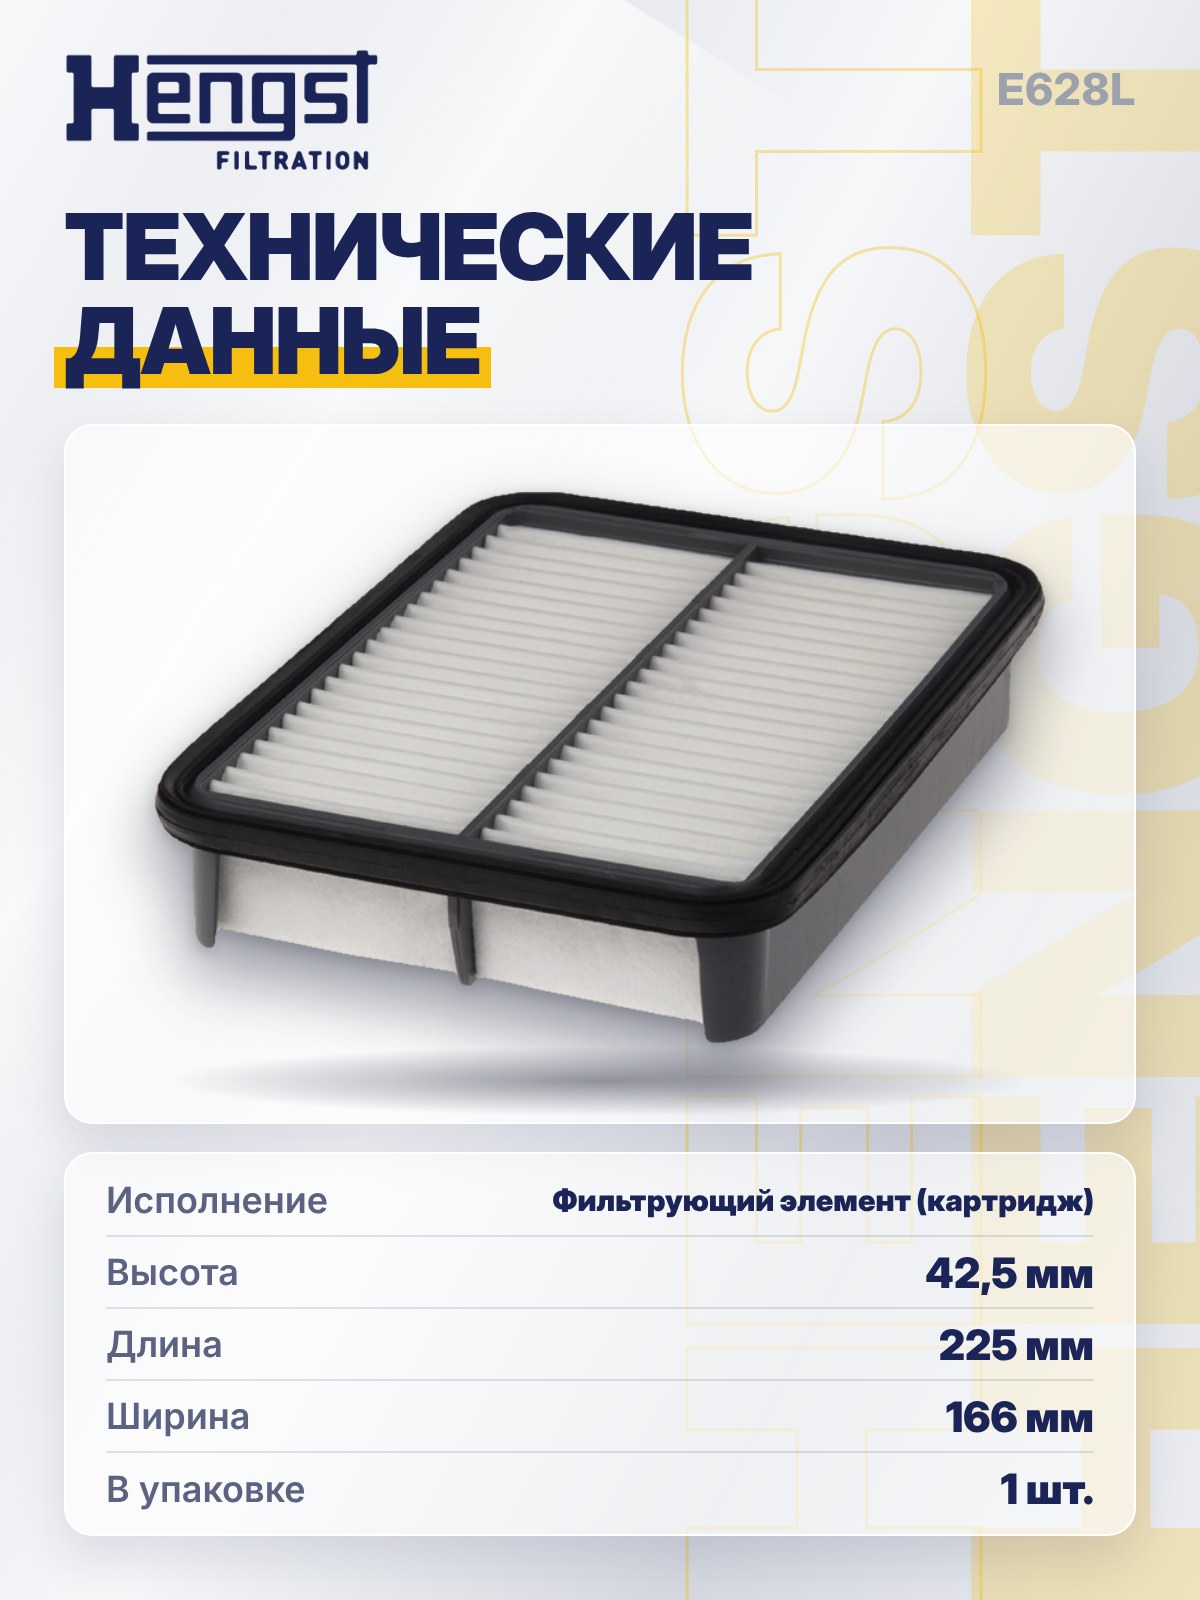 Hengst
FILTRATION
E628L
ТЕХНИЧЕСКИЕ
ДАННЫЕ
HENGST
Исполнение Фильтрующий элемент (картридж)
Высота 42,5 мм
Длина 225 мм
Ширина 166 мм
В упаковке 1 шт.